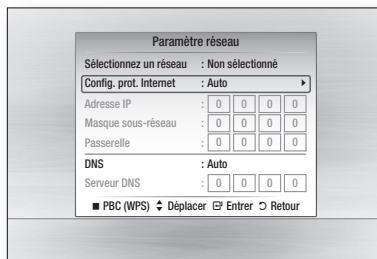 Paramètre réseau
Sélectionnez un réseau : Non sélectionné
Config. prot. Internet : Auto
Adresse IP : 0 0 0 0
Masque sous-réseau : 0 0 0 0
Passerelle : 0 0 0 0
DNS : Auto
Serveur DNS : 0 0 0 0
PBC (WPS) Déplacer Entrer Retour